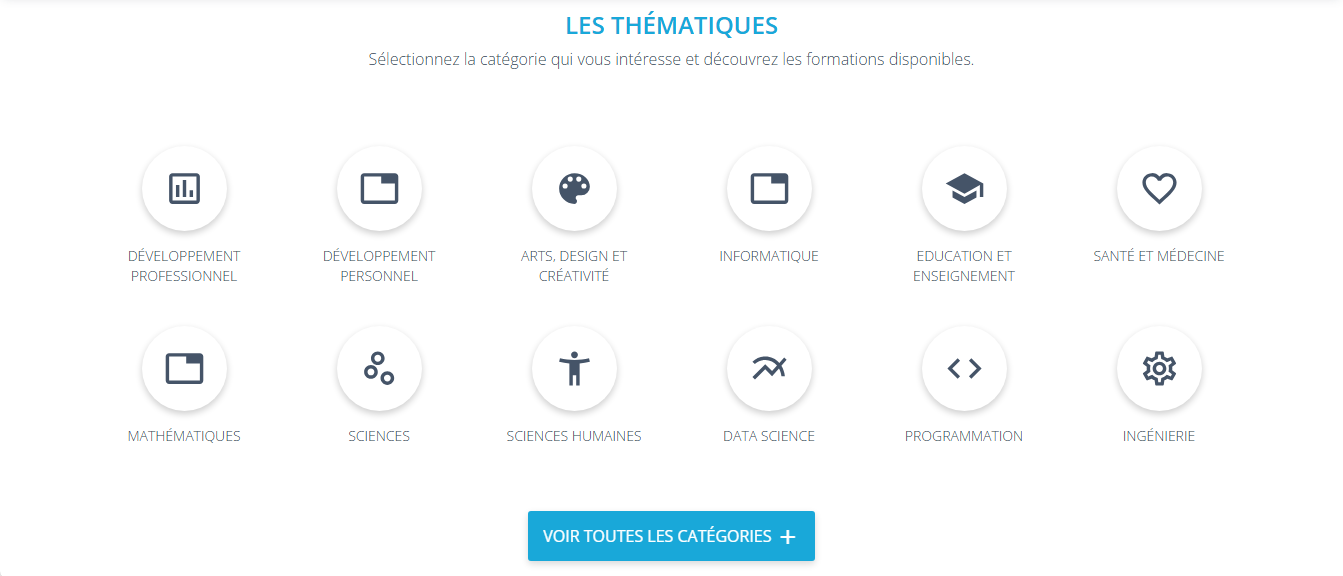 LES THÉMATIQUES
Sélectionnez la catégorie qui vous intéresse et découvrez les formations disponibles.
DÉVELOPPEMENT
PROFESSIONNEL
DÉVELOPPEMENT
PERSONNEL
ARTS, DESIGN ET
CRÉATIVITÉ
INFORMATIQUE
EDUCATION ET
ENSEIGNEMENT
SANTÉ ET MÉDECINE
MATHÉMATIQUES
SCIENCES
SCIENCES HUMAINES
DATA SCIENCE
PROGRAMMATION
INGÉNIERIE
VOIR TOUTES LES CATÉGORIES +